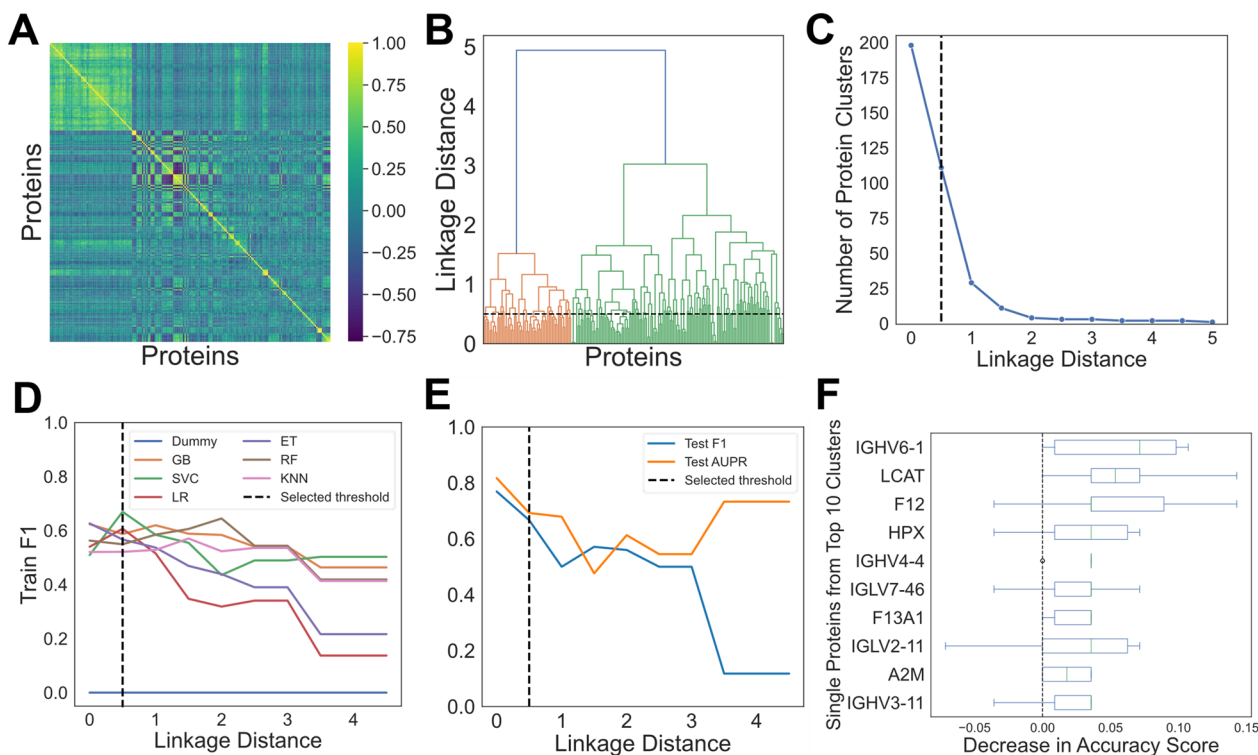 A
Proteins
Proteins
1.00
0.75
0.50
0.25
0.00
−0.25
−0.50
−0.75
B
Linkage Distance
5
4
3
2
1
0
Proteins
C
Number of Protein Clusters
200
175
150
125
100
75
50
25
0
0 1 2 3 4 5
Linkage Distance
D
Train F1
1.0
0.8
0.6
0.4
0.2
0.0
Dummy
GB
SVC
LR
ET
RF
KNN
Selected threshold
0 1 2 3 4
Linkage Distance
E
1.0
0.8
0.6
0.4
0.2
0.0
Test F1
Test AUPR
Selected threshold
0 1 2 3 4
Linkage Distance
F
Single Proteins from Top 10 Clusters
IGHV6-1
LCAT
F12
HPX
IGHV4-4
IGLV7-46
F13A1
IGLV2-11
A2M
IGHV3-11
−0.05 0.00 0.05 0.10 0.15
Decrease in Accuracy Score